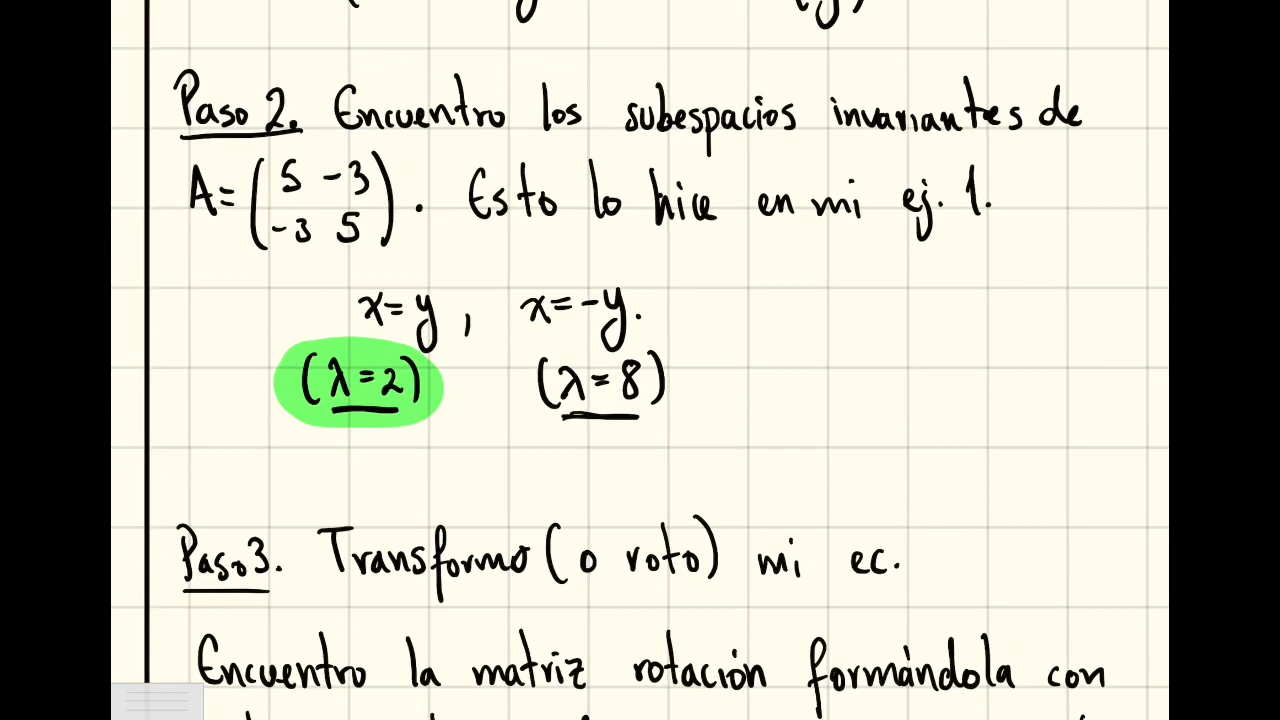 Paso 2. Encuentro los subespacios invariantes de
A = ( 5 -3
-3 5 ) . Esto lo hice en mi ej. 1.
x = y , x = -y.
(λ = 2) (λ = 8)
Paso 3. Transformo (o roto) mi ec.
Encuentro la matriz rotación formándola con